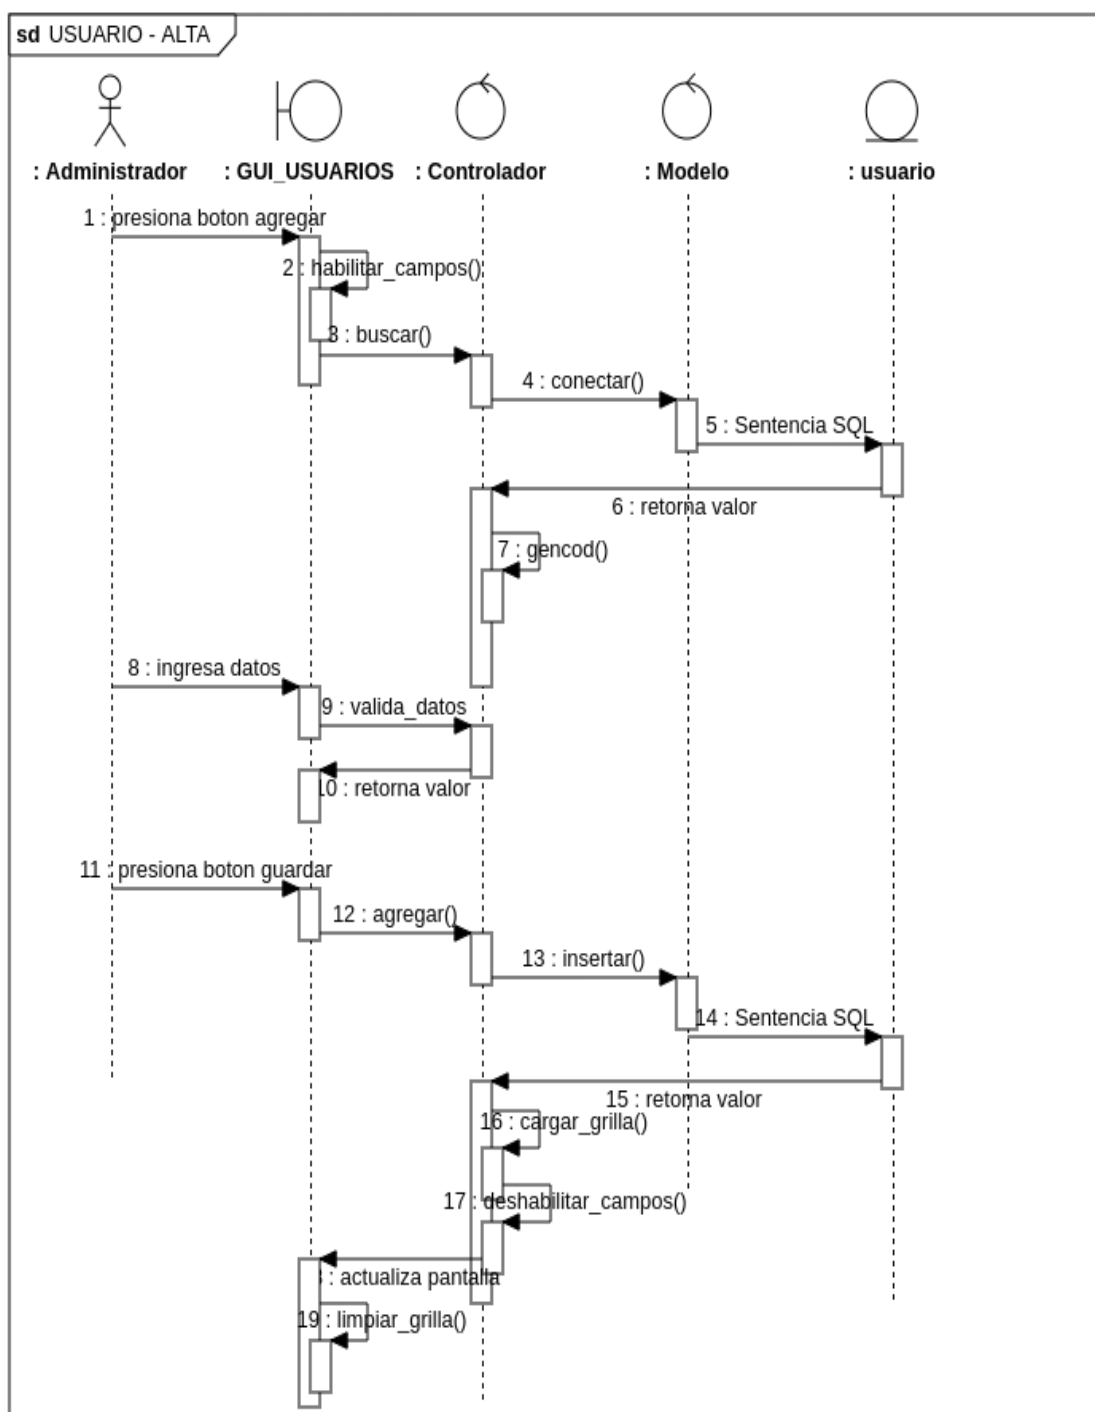 sd USUARIO - ALTA
: Administrador
: GUI_USUARIOS
: Controlador
: Modelo
: usuario
1 : presiona boton agregar
2 : habilitar_campos()
3 : buscar()
4 : conectar()
5 : Sentencia SQL
6 : retorna valor
7 : gencod()
8 : ingresa datos
9 : valida_datos
10 : retorna valor
11 : presiona boton guardar
12 : agregar()
13 : insertar()
14 : Sentencia SQL
15 : retorna valor
16 : cargar_grilla()
17 : deshabilitar_campos()
: actualiza pantalla
19 : limpiar_grilla()